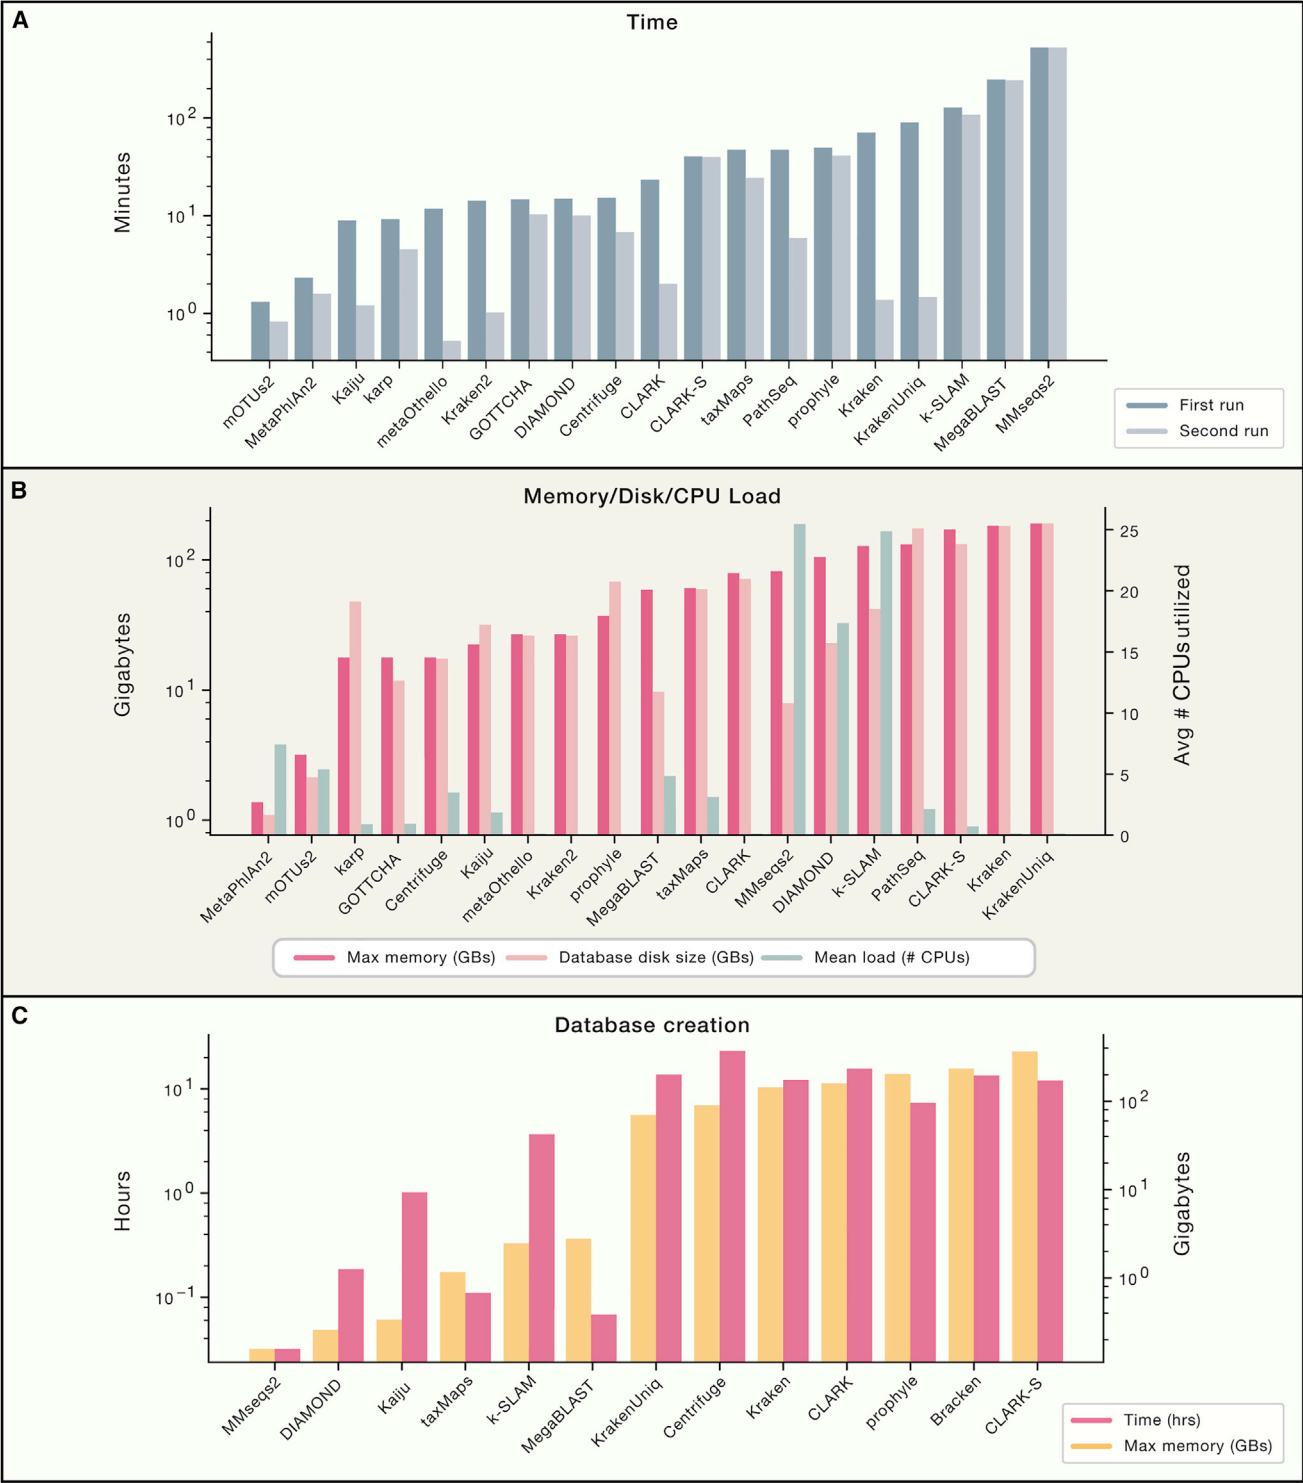 A
Time
Minutes
10^2
10^1
10^0
mOTUs2
MetaPhlAn2
Kaiju
karp
metaOthello
Kraken2
GOTTCHA
DIAMOND
Centrifuge
CLARK
CLARK-S
taxMaps
PathSeq
prophyle
Kraken
KrakenUniq
k-SLAM
MegaBLAST
MMseqs2
First run
Second run
B
Memory/Disk/CPU Load
Gigabytes
10^2
10^1
10^0
25
20
15
10
5
0
Avg # CPUs utilized
MetaPhlAn2
mOTUs2
karp
GOTTCHA
Centrifuge
Kaiju
metaOthello
Kraken2
prophyle
MegaBLAST
taxMaps
CLARK
MMseqs2
DIAMOND
k-SLAM
PathSeq
CLARK-S
Kraken
KrakenUniq
Max memory (GBs) Database disk size (GBs) Mean load (# CPUs)
C
Database creation
Hours
10^1
10^0
10^−1
10^2
10^1
10^0
Gigabytes
MMseqs2
DIAMOND
Kaiju
taxMaps
k-SLAM
MegaBLAST
KrakenUniq
Centrifuge
Kraken
CLARK
prophyle
Bracken
CLARK-S
Time (hrs)
Max memory (GBs)